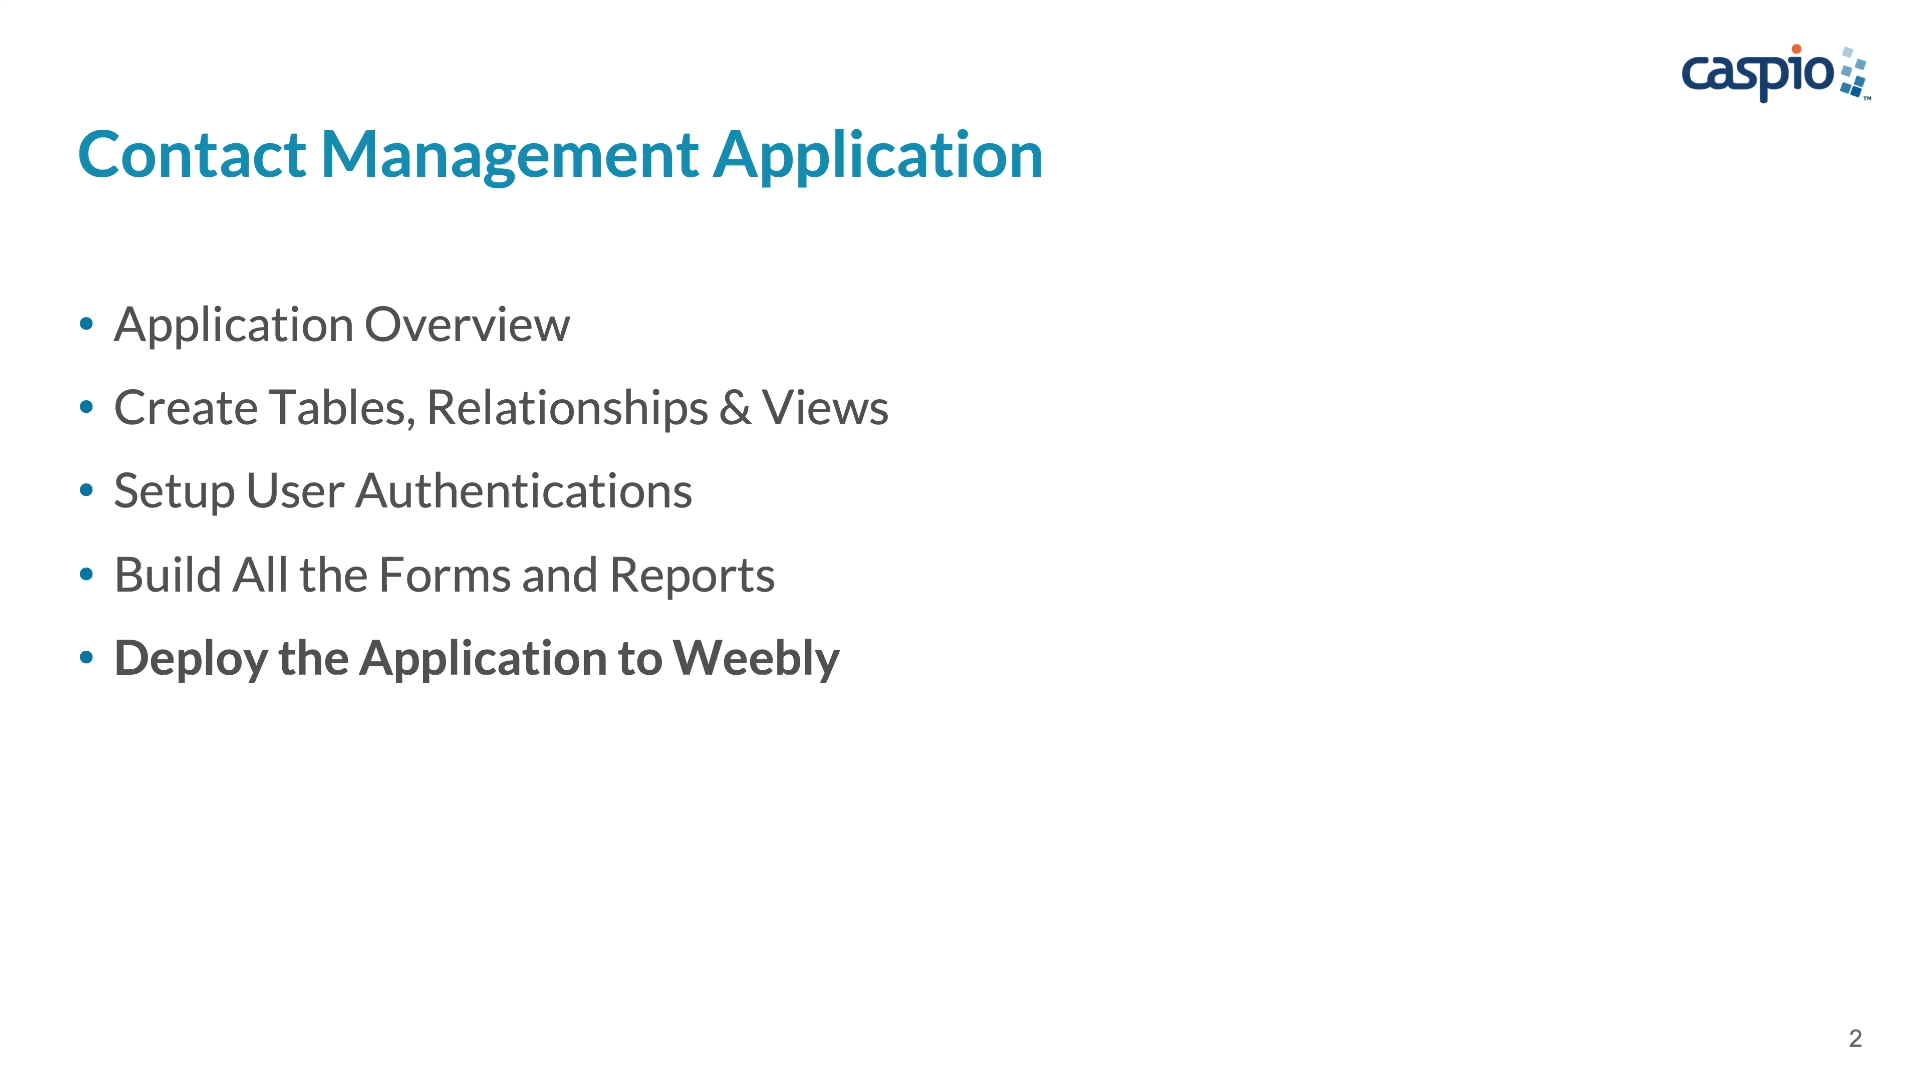 caspio™
Contact Management Application
• Application Overview
• Create Tables, Relationships & Views
• Setup User Authentications
• Build All the Forms and Reports
• Deploy the Application to Weebly
2